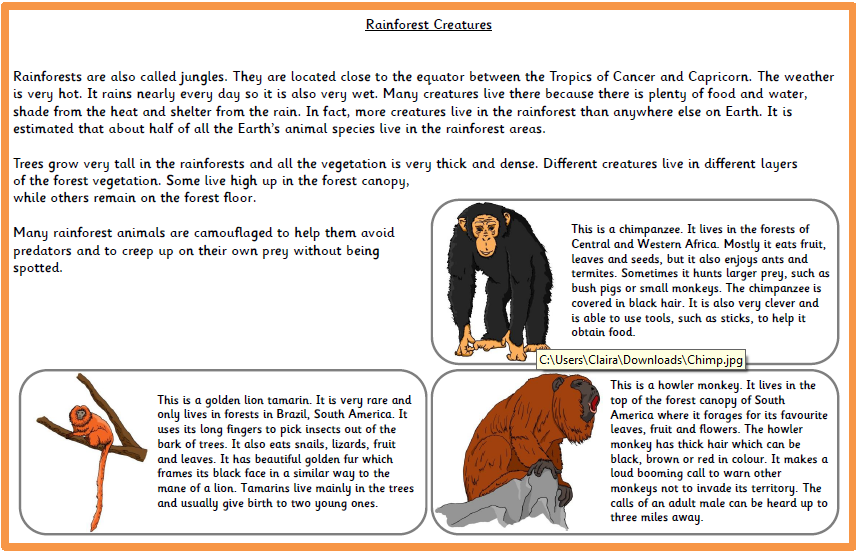 Rainforest Creatures
Rainforests are also called jungles. They are located close to the equator between the Tropics of Cancer and Capricorn. The weather
is very hot. It rains nearly every day so it is also very wet. Many creatures live there because there is plenty of food and water,
shade from the heat and shelter from the rain. In fact, more creatures live in the rainforest than anywhere else on Earth. It is
estimated that about half of all the Earth's animal species live in the rainforest areas.
Trees grow very tall in the rainforests and all the vegetation is very thick and dense. Different creatures live in different layers
of the forest vegetation. Some live high up in the forest canopy,
while others remain on the forest floor.
Many rainforest animals are camouflaged to help them avoid
predators and to creep up on their own prey without being
spotted.
This is a chimpanzee. It lives in the forests of
Central and Western Africa. Mostly it eats fruit,
leaves and seeds, but it also enjoys ants and
termites. Sometimes it hunts larger prey, such as
bush pigs or small monkeys. The chimpanzee is
covered in black hair. It is also very clever and
is able to use tools, such as sticks, to help it
obtain food.
C:\Users\Claira\Downloads\Chimp.jpg
This is a golden lion tamarin. It is very rare and
only lives in forests in Brazil, South America. It
uses its long fingers to pick insects out of the
bark of trees. It also eats snails, lizards, fruit
and leaves. It has beautiful golden fur which
frames its black face in a similar way to the
mane of a lion. Tamarins live mainly in the trees
and usually give birth to two young ones.
This is a howler monkey. It lives in the
top of the forest canopy of South
America where it forages for its favourite
leaves, fruit and flowers. The howler
monkey has thick hair which can be
black, brown or red in colour. It makes a
loud booming call to warn other
monkeys not to invade its territory. The
calls of an adult male can be heard up to
three miles away.